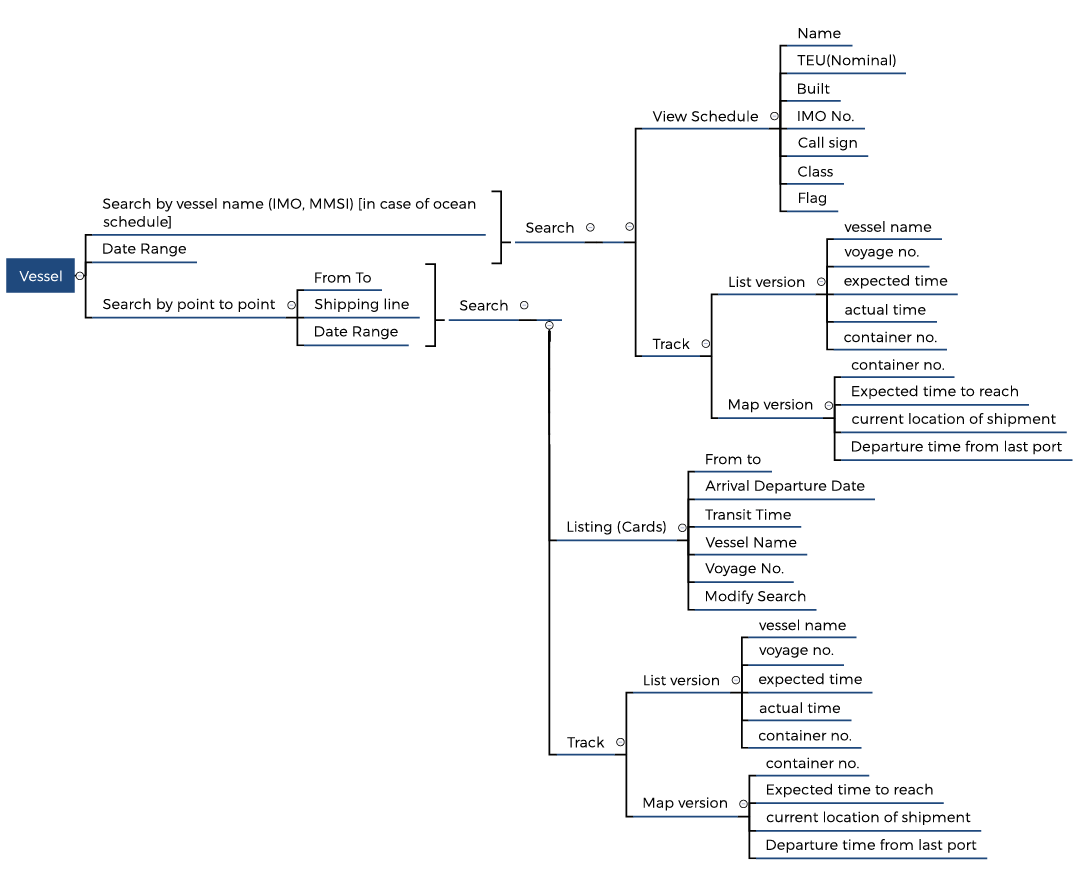 Vessel
Search by vessel name (IMO, MMSI) [in case of ocean
schedule]
Date Range
Search by point to point
From To
Shipping line
Date Range
Search
View Schedule
Name
TEU(Nominal)
Built
IMO No.
Call sign
Class
Flag
Track
List version
vessel name
voyage no.
expected time
actual time
container no.
Map version
container no.
Expected time to reach
current location of shipment
Departure time from last port
Search
Listing (Cards)
From to
Arrival Departure Date
Transit Time
Vessel Name
Voyage No.
Modify Search
Track
List version
vessel name
voyage no.
expected time
actual time
container no.
Map version
container no.
Expected time to reach
current location of shipment
Departure time from last port